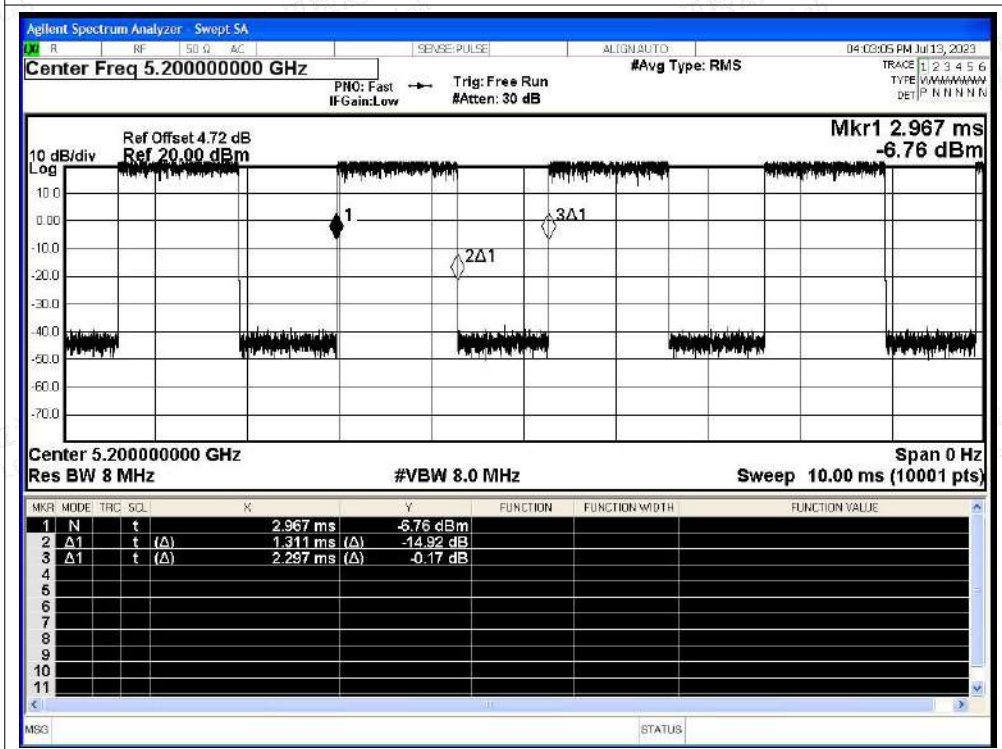 Agilent Spectrum Analyzer - Swept SA
LXI R RF 50 Ω AC SENSE:PULSE ALIGN AUTO 04:03:05 PM Jul 13, 2023
Center Freq 5.200000000 GHz #Avg Type: RMS TRACE 1 2 3 4 5 6
PNO: Fast Trig: Free Run TYPE
IFGain:Low #Atten: 30 dB DET P N N N N N
Mkr1 2.967 ms
Ref Offset 4.72 dB
10 dB/div Ref 20.00 dBm -6.76 dBm
Log
10.0
0.00
1 3Δ1
-10.0
2Δ1
-20.0
-30.0
-40.0
-50.0
-60.0
-70.0
Center 5.200000000 GHz Span 0 Hz
Res BW 8 MHz #VBW 8.0 MHz Sweep 10.00 ms (10001 pts)
MKR MODE TRC SCL X Y FUNCTION FUNCTION WIDTH FUNCTION VALUE
1 N t 2.967 ms -6.76 dBm
2 Δ1 t (Δ) 1.311 ms (Δ) -14.92 dB
3 Δ1 t (Δ) 2.297 ms (Δ) -0.17 dB
4
5
6
7
8
9
10
11
MSG STATUS